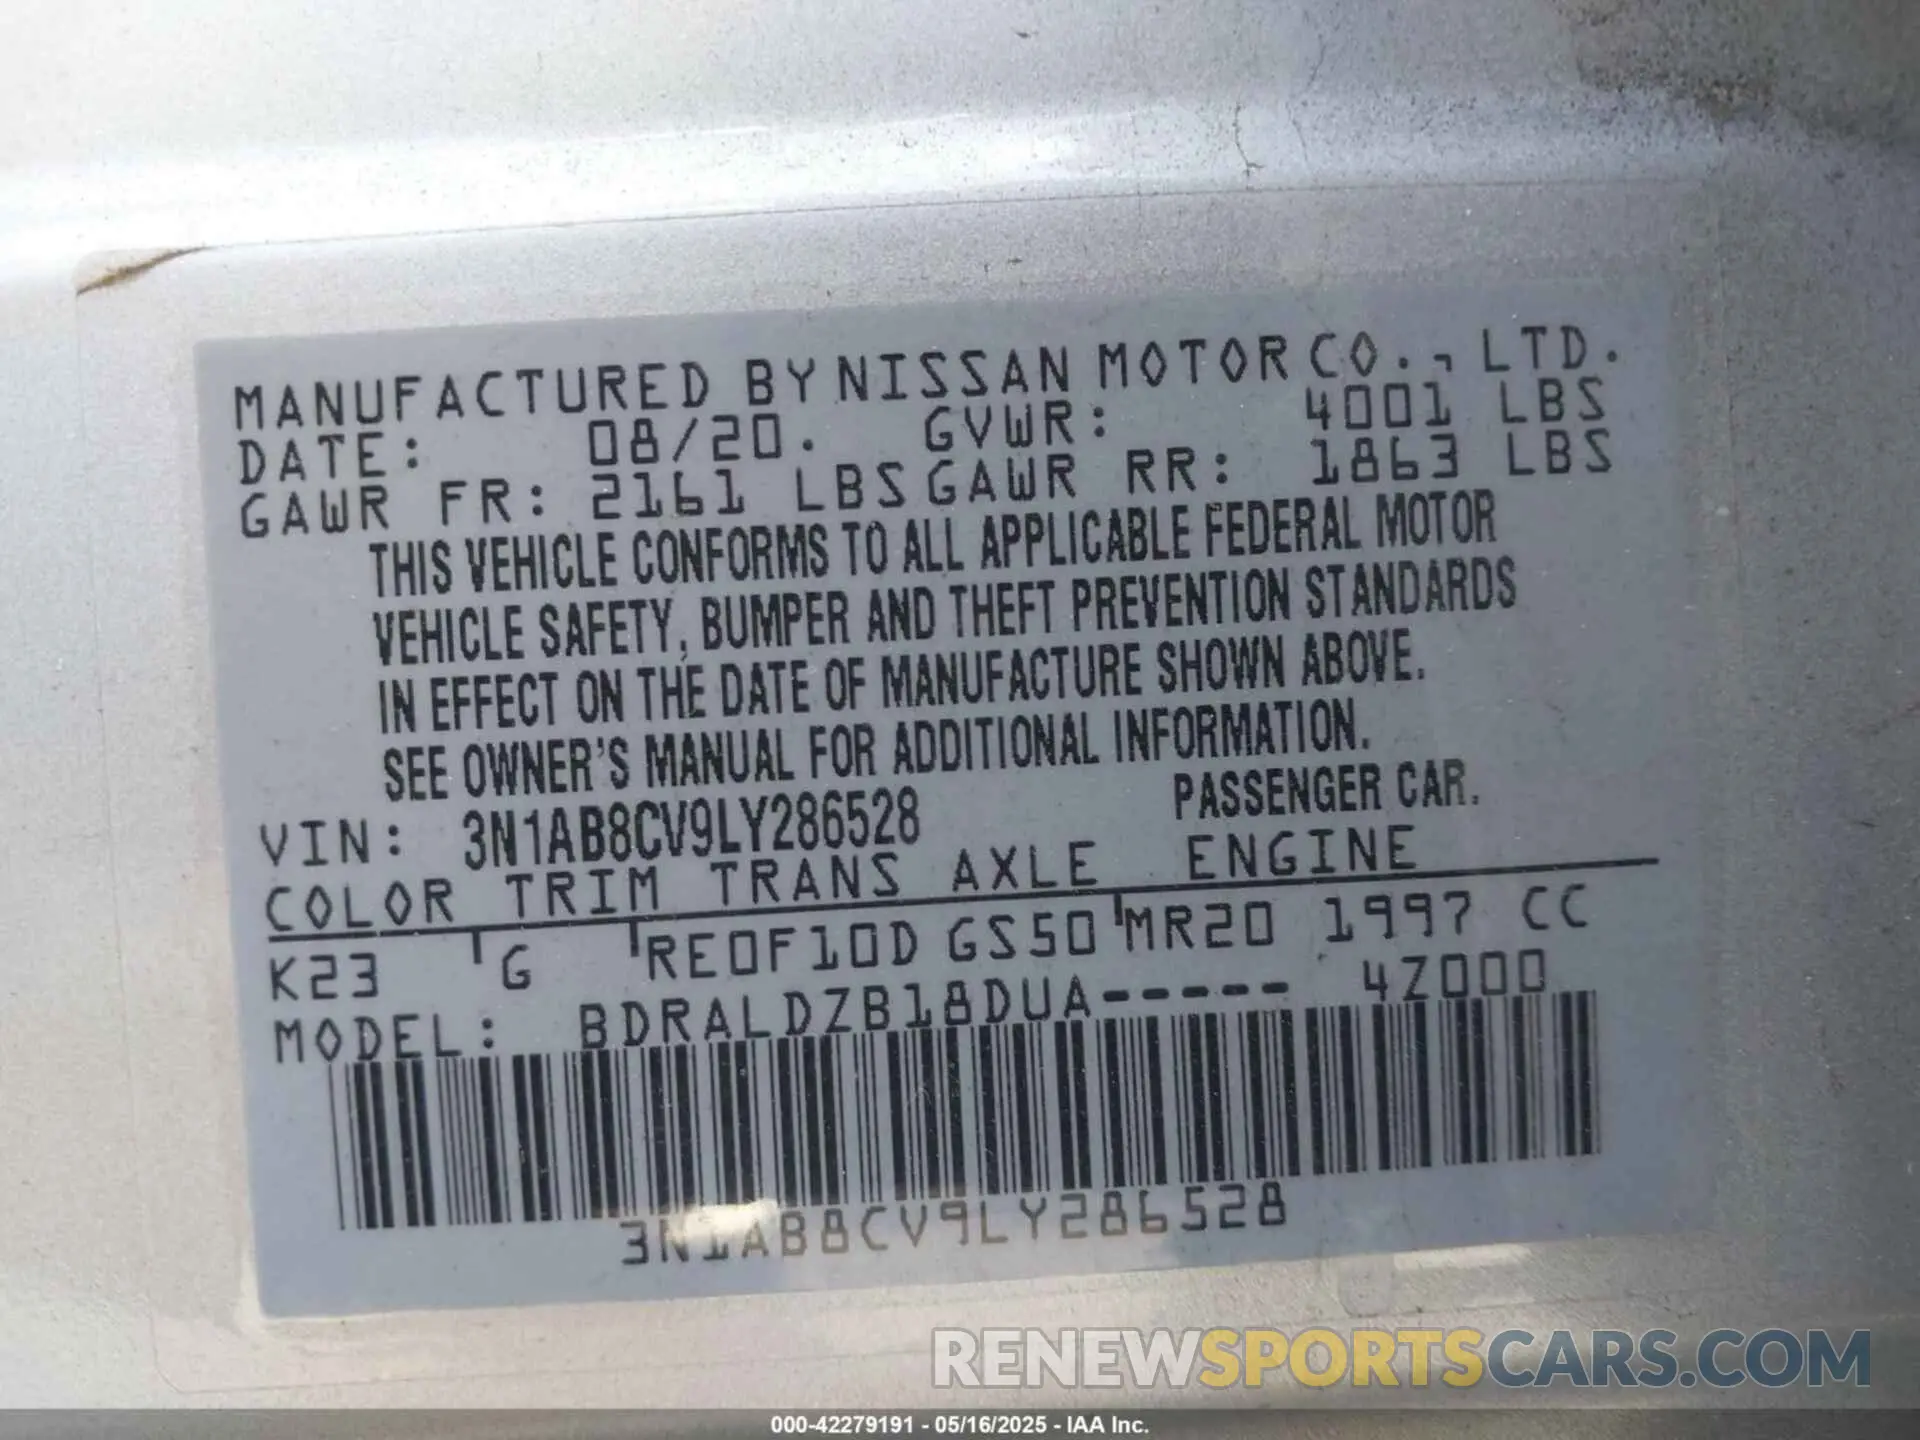 MANUFACTURED BY NISSAN MOTOR CO., LTD.
DATE: 08/20. GVWR: 4001 LBS
GAWR FR: 2161 LBS GAWR RR: 1863 LBS
THIS VEHICLE CONFORMS TO ALL APPLICABLE FEDERAL MOTOR
VEHICLE SAFETY, BUMPER AND THEFT PREVENTION STANDARDS
IN EFFECT ON THE DATE OF MANUFACTURE SHOWN ABOVE.
SEE OWNER'S MANUAL FOR ADDITIONAL INFORMATION.
VIN: 3N1AB8CV9LY286528 PASSENGER CAR.
COLOR TRIM TRANS AXLE ENGINE
K23 G RE0F10D GS50 MR20 1997 CC
MODEL: BDRALDZB18DUA----- 4Z000
3N1AB8CV9LY286528
RENEWSPORTSCARS.COM
000-42279191 - 05/16/2025 - IAA Inc.